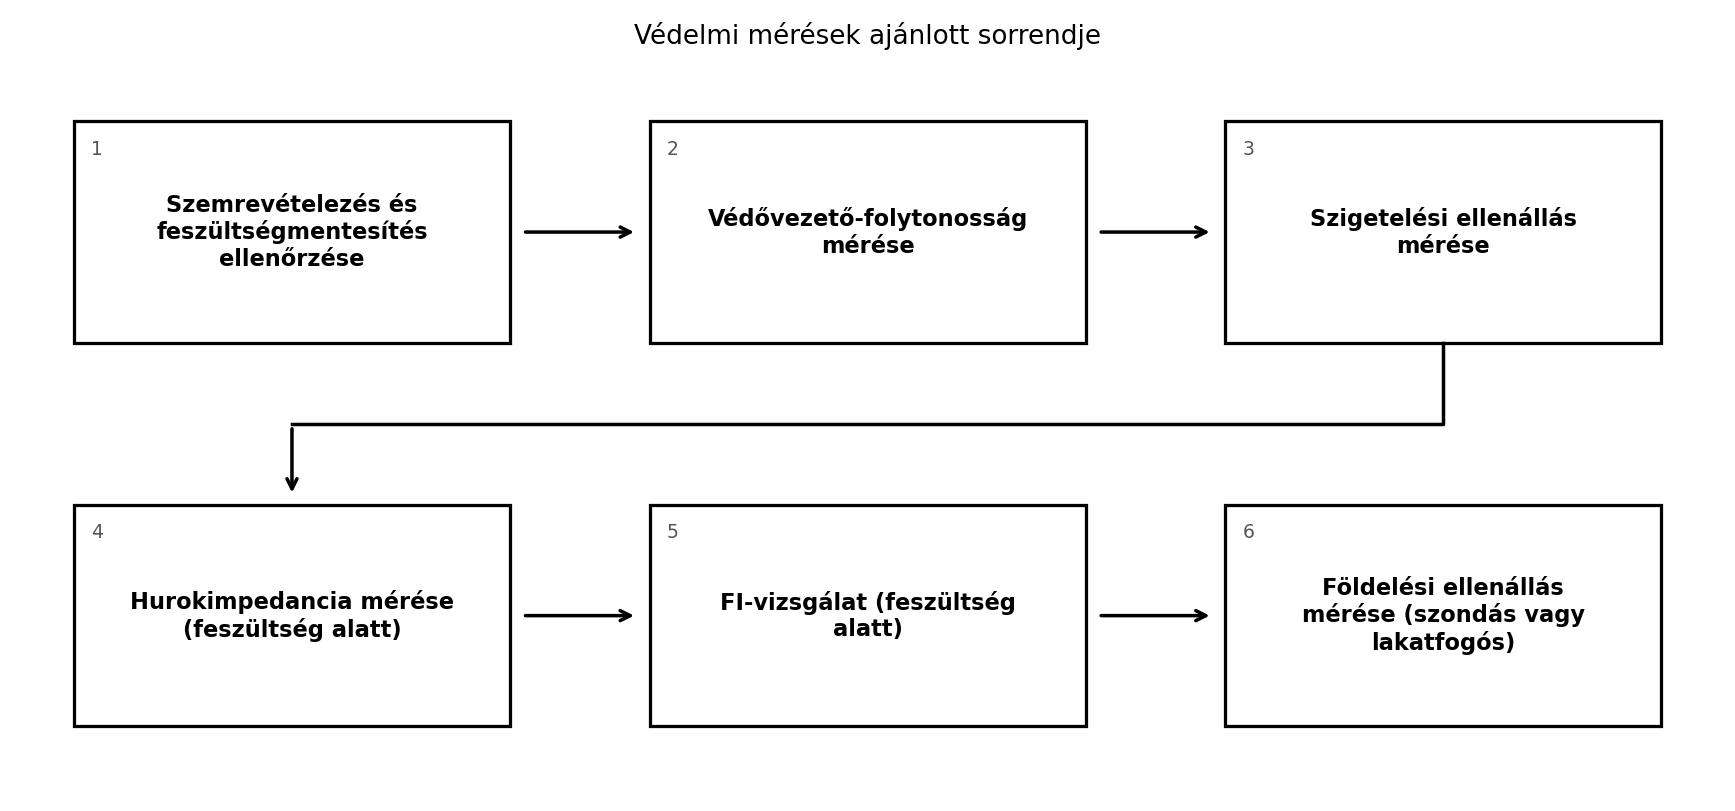 Védelmi mérések ajánlott sorrendje
1
Szemrevételezés és
feszültségmentesítés
ellenőrzése
2
Védővezető-folytonosság
mérése
3
Szigetelési ellenállás
mérése
4
Hurokimpedancia mérése
(feszültség alatt)
5
FI-vizsgálat (feszültség
alatt)
6
Földelési ellenállás
mérése (szondás vagy
lakatfogós)